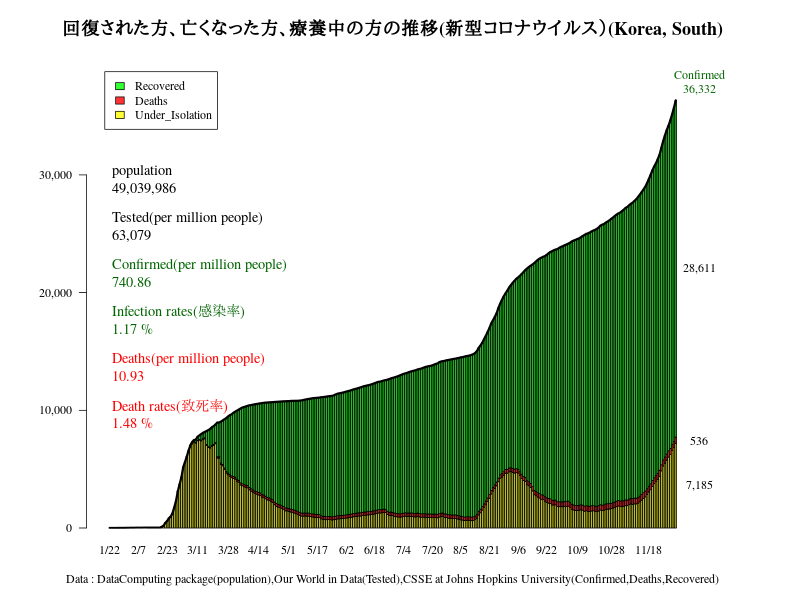 回復された方、亡くなった方、療養中の方の推移(新型コロナウイルス)(Korea, South)
Confirmed
36,332
Recovered
Deaths
Under_Isolation
population
49,039,986
Tested(per million people)
63,079
Confirmed(per million people)
740.86
Infection rates(感染率)
1.17 %
Deaths(per million people)
10.93
Death rates(致死率)
1.48 %
30,000
20,000
10,000
0
28,611
536
7,185
1/22 2/7 2/23 3/11 3/28 4/14 5/1 5/17 6/2 6/18 7/4 7/20 8/5 8/21 9/6 9/22 10/9 10/28 11/18
Data : DataComputing package(population),Our World in Data(Tested),CSSE at Johns Hopkins University(Confirmed,Deaths,Recovered)